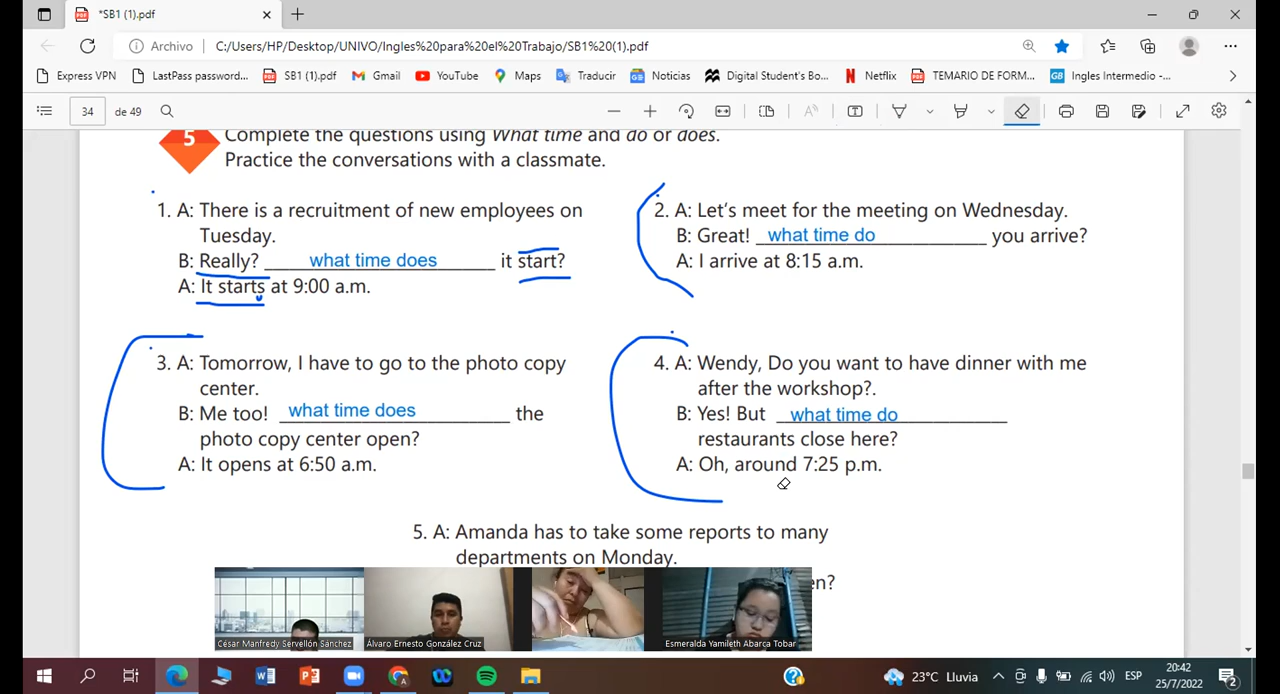 *SB1 (1).pdf
Archivo
C:/Users/HP/Desktop/UNIVO/Ingles%20para%20el%20Trabajo/SB1%20(1).pdf
Express VPN
LastPass password...
SB1 (1).pdf
Gmail
YouTube
Maps
Traducir
Noticias
Digital Student's Bo...
Netflix
TEMARIO DE FORM...
Ingles Intermedio -...
34
de 49
5
Complete the questions using What time and do or does.
Practice the conversations with a classmate.
1. A: There is a recruitment of new employees on
Tuesday.
B: Really? what time does it start?
A: It starts at 9:00 a.m.
2. A: Let's meet for the meeting on Wednesday.
B: Great! what time do you arrive?
A: I arrive at 8:15 a.m.
3. A: Tomorrow, I have to go to the photo copy
center.
B: Me too! what time does the
photo copy center open?
A: It opens at 6:50 a.m.
4. A: Wendy, Do you want to have dinner with me
after the workshop?.
B: Yes! But what time do
restaurants close here?
A: Oh, around 7:25 p.m.
5. A: Amanda has to take some reports to many
departments on Monday.
en?
César Manfredy Servellón Sánchez
Álvaro Ernesto González Cruz
Esmeralda Yamileth Abarca Tobar
23°C Lluvia
ESP
20:42
25/7/2022
2